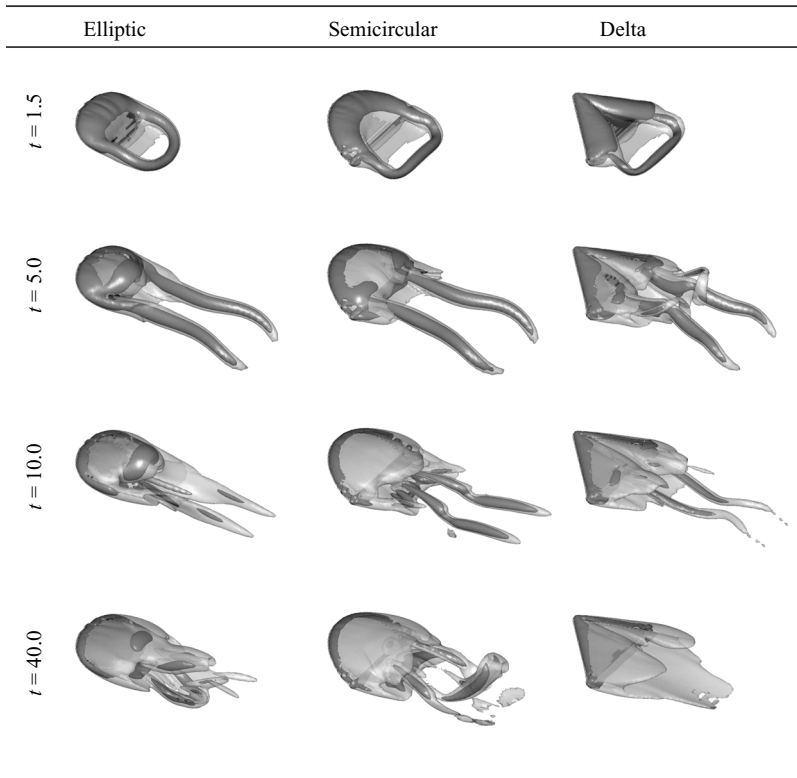 Elliptic Semicircular Delta
t = 1.5
t = 5.0
t = 10.0
t = 40.0